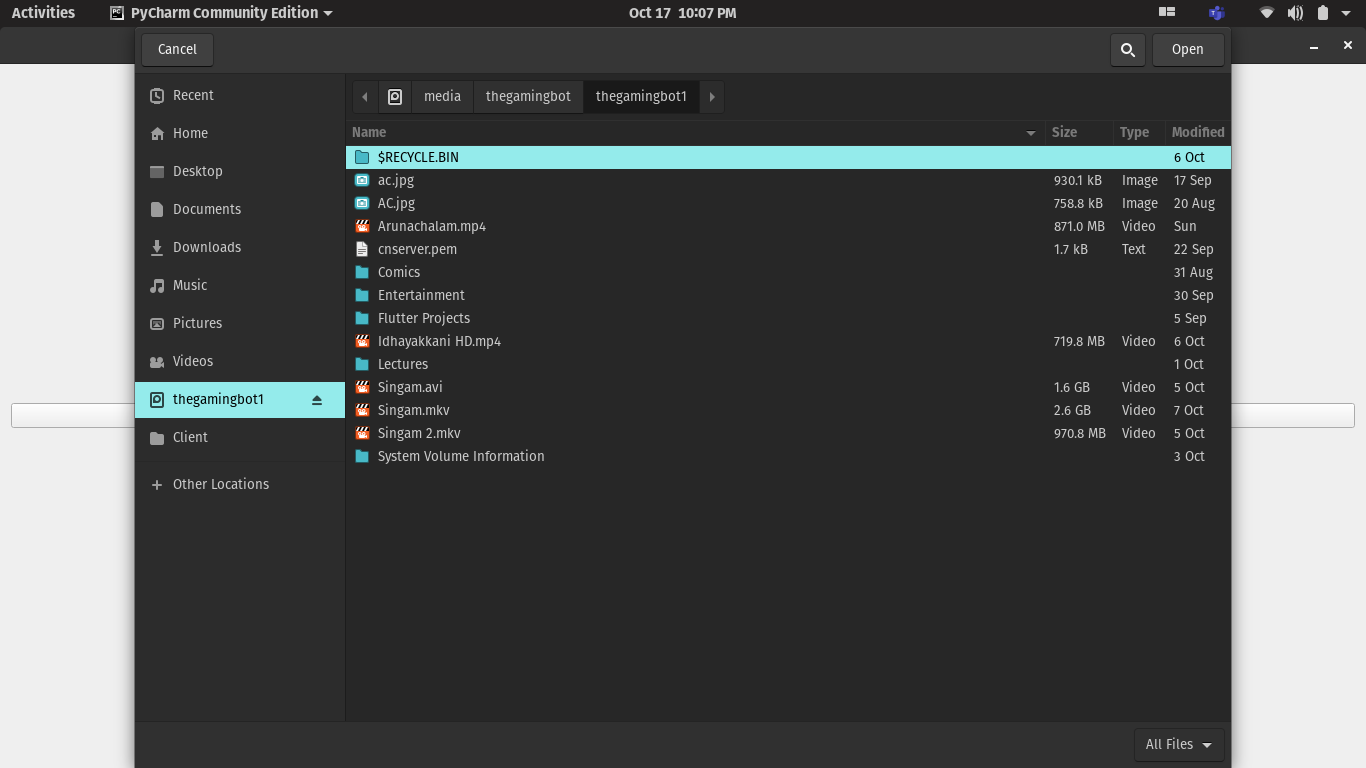 Activities PyCharm Community Edition Oct 17 10:07 PM
Cancel Open
Recent
Home
Desktop
Documents
Downloads
Music
Pictures
Videos
thegamingbot1
Client
Other Locations
media thegamingbot thegamingbot1
Name Size Type Modified
$RECYCLE.BIN 6 Oct
ac.jpg 930.1 kB Image 17 Sep
AC.jpg 758.8 kB Image 20 Aug
Arunachalam.mp4 871.0 MB Video Sun
cnserver.pem 1.7 kB Text 22 Sep
Comics 31 Aug
Entertainment 30 Sep
Flutter Projects 5 Sep
Idhayakkani HD.mp4 719.8 MB Video 6 Oct
Lectures 1 Oct
Singam.avi 1.6 GB Video 5 Oct
Singam.mkv 2.6 GB Video 7 Oct
Singam 2.mkv 970.8 MB Video 5 Oct
System Volume Information 3 Oct
All Files